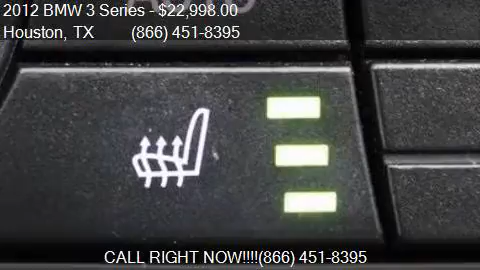 2012 BMW 3 Series - $22,998.00
Houston, TX (866) 451-8395
CALL RIGHT NOW!!!!(866) 451-8395